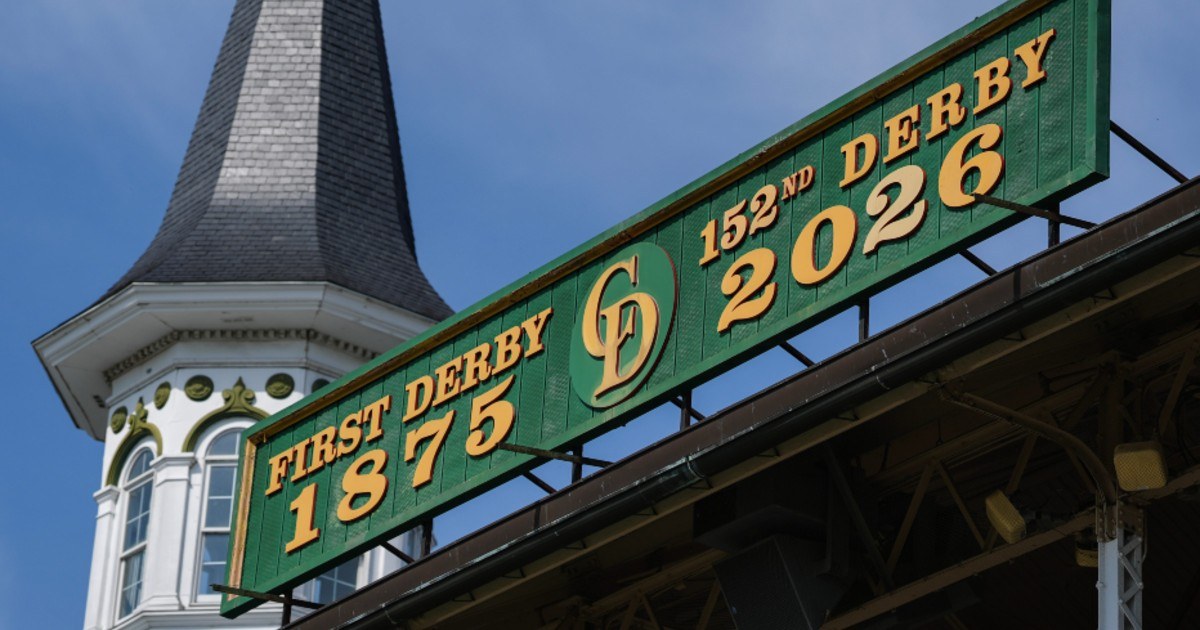 FIRST DERBY
1875
CD
152ND DERBY
2026